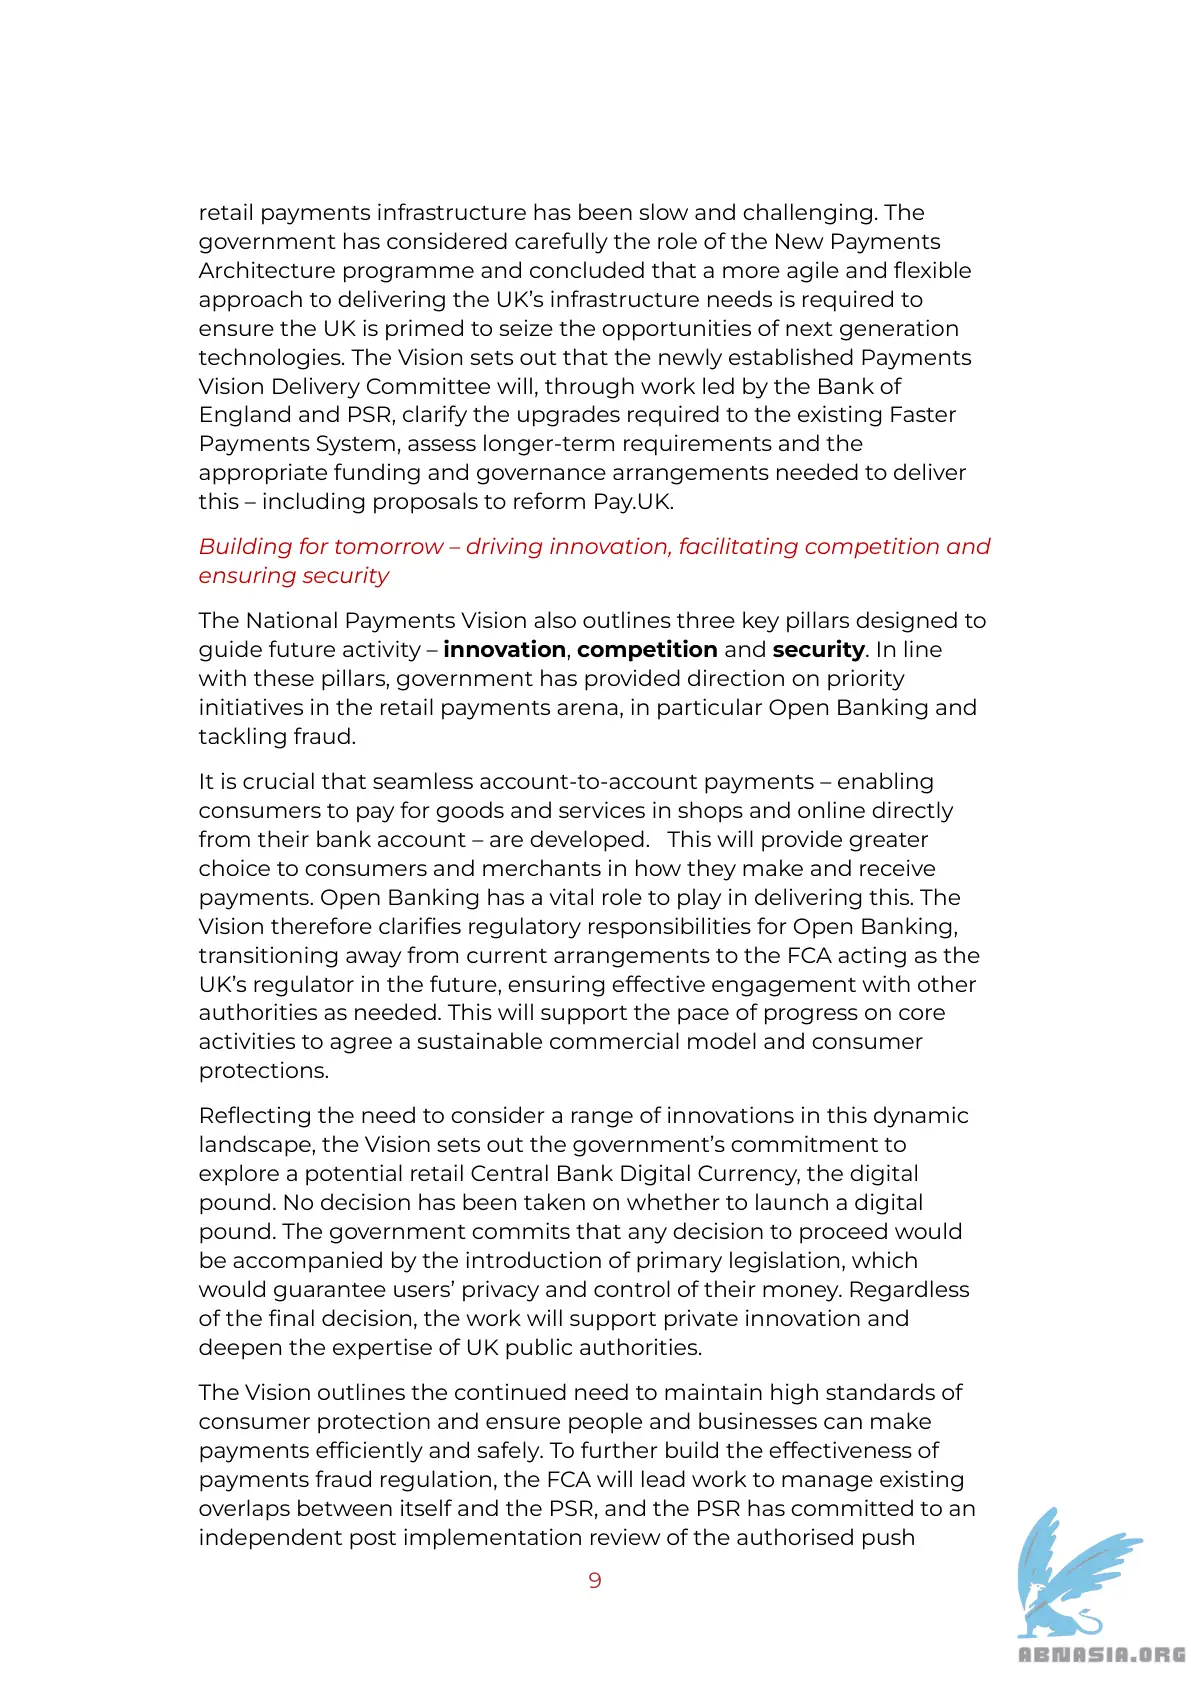 retail payments infrastructure has been slow and challenging. The
government has considered carefully the role of the New Payments
Architecture programme and concluded that a more agile and flexible
approach to delivering the UK’s infrastructure needs is required to
ensure the UK is primed to seize the opportunities of next generation
technologies. The Vision sets out that the newly established Payments
Vision Delivery Committee will, through work led by the Bank of
England and PSR, clarify the upgrades required to the existing Faster
Payments System, assess longer-term requirements and the
appropriate funding and governance arrangements needed to deliver
this – including proposals to reform Pay.UK.
Building for tomorrow – driving innovation, facilitating competition and
ensuring security
The National Payments Vision also outlines three key pillars designed to
guide future activity – innovation, competition and security. In line
with these pillars, government has provided direction on priority
initiatives in the retail payments arena, in particular Open Banking and
tackling fraud.
It is crucial that seamless account-to-account payments – enabling
consumers to pay for goods and services in shops and online directly
from their bank account – are developed.   This will provide greater
choice to consumers and merchants in how they make and receive
payments. Open Banking has a vital role to play in delivering this. The
Vision therefore clarifies regulatory responsibilities for Open Banking,
transitioning away from current arrangements to the FCA acting as the
UK’s regulator in the future, ensuring effective engagement with other
authorities as needed. This will support the pace of progress on core
activities to agree a sustainable commercial model and consumer
protections.
Reflecting the need to consider a range of innovations in this dynamic
landscape, the Vision sets out the government’s commitment to
explore a potential retail Central Bank Digital Currency, the digital
pound. No decision has been taken on whether to launch a digital
pound. The government commits that any decision to proceed would
be accompanied by the introduction of primary legislation, which
would guarantee users’ privacy and control of their money. Regardless
of the final decision, the work will support private innovation and
deepen the expertise of UK public authorities.
The Vision outlines the continued need to maintain high standards of
consumer protection and ensure people and businesses can make
payments efficiently and safely. To further build the effectiveness of
payments fraud regulation, the FCA will lead work to manage existing
overlaps between itself and the PSR, and the PSR has committed to an
independent post implementation review of the authorised push
9
ABNASIA.ORG